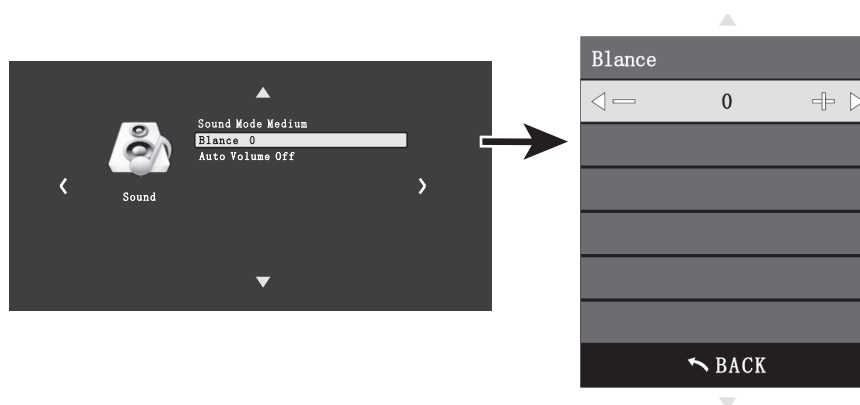 Sound Mode Medium
Blance 0
Auto Volume Off
Sound
Blance
0
BACK